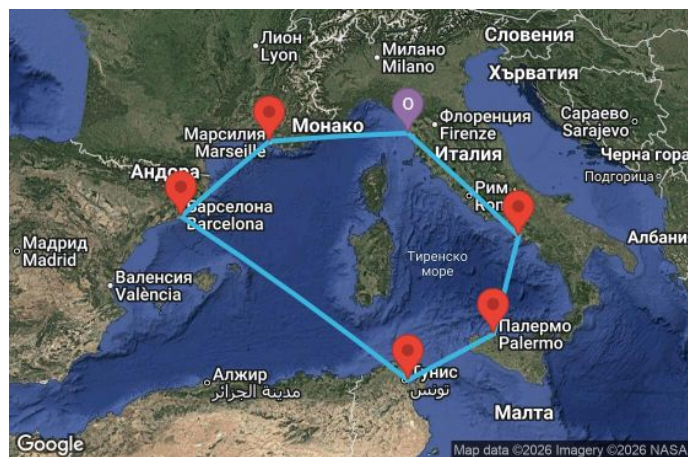 Лион
Lyon
Милано
Milano
Словения
Хърватия
О
Флоренция
Firenze
Сараево
Sarajevo
Марсилия
Marseille
Монако
Италия
Черна гора
Подгорица
Андора
Рим
Барселона
Barcelona
Мадрид
Madrid
Валенсия
València
Тиренско
море
Албани
Палермо
Palermo
Тунис
تونس
Алжир
مدينة الجزائر
Малта
Google
Map data ©2026 Imagery ©2026 NASA